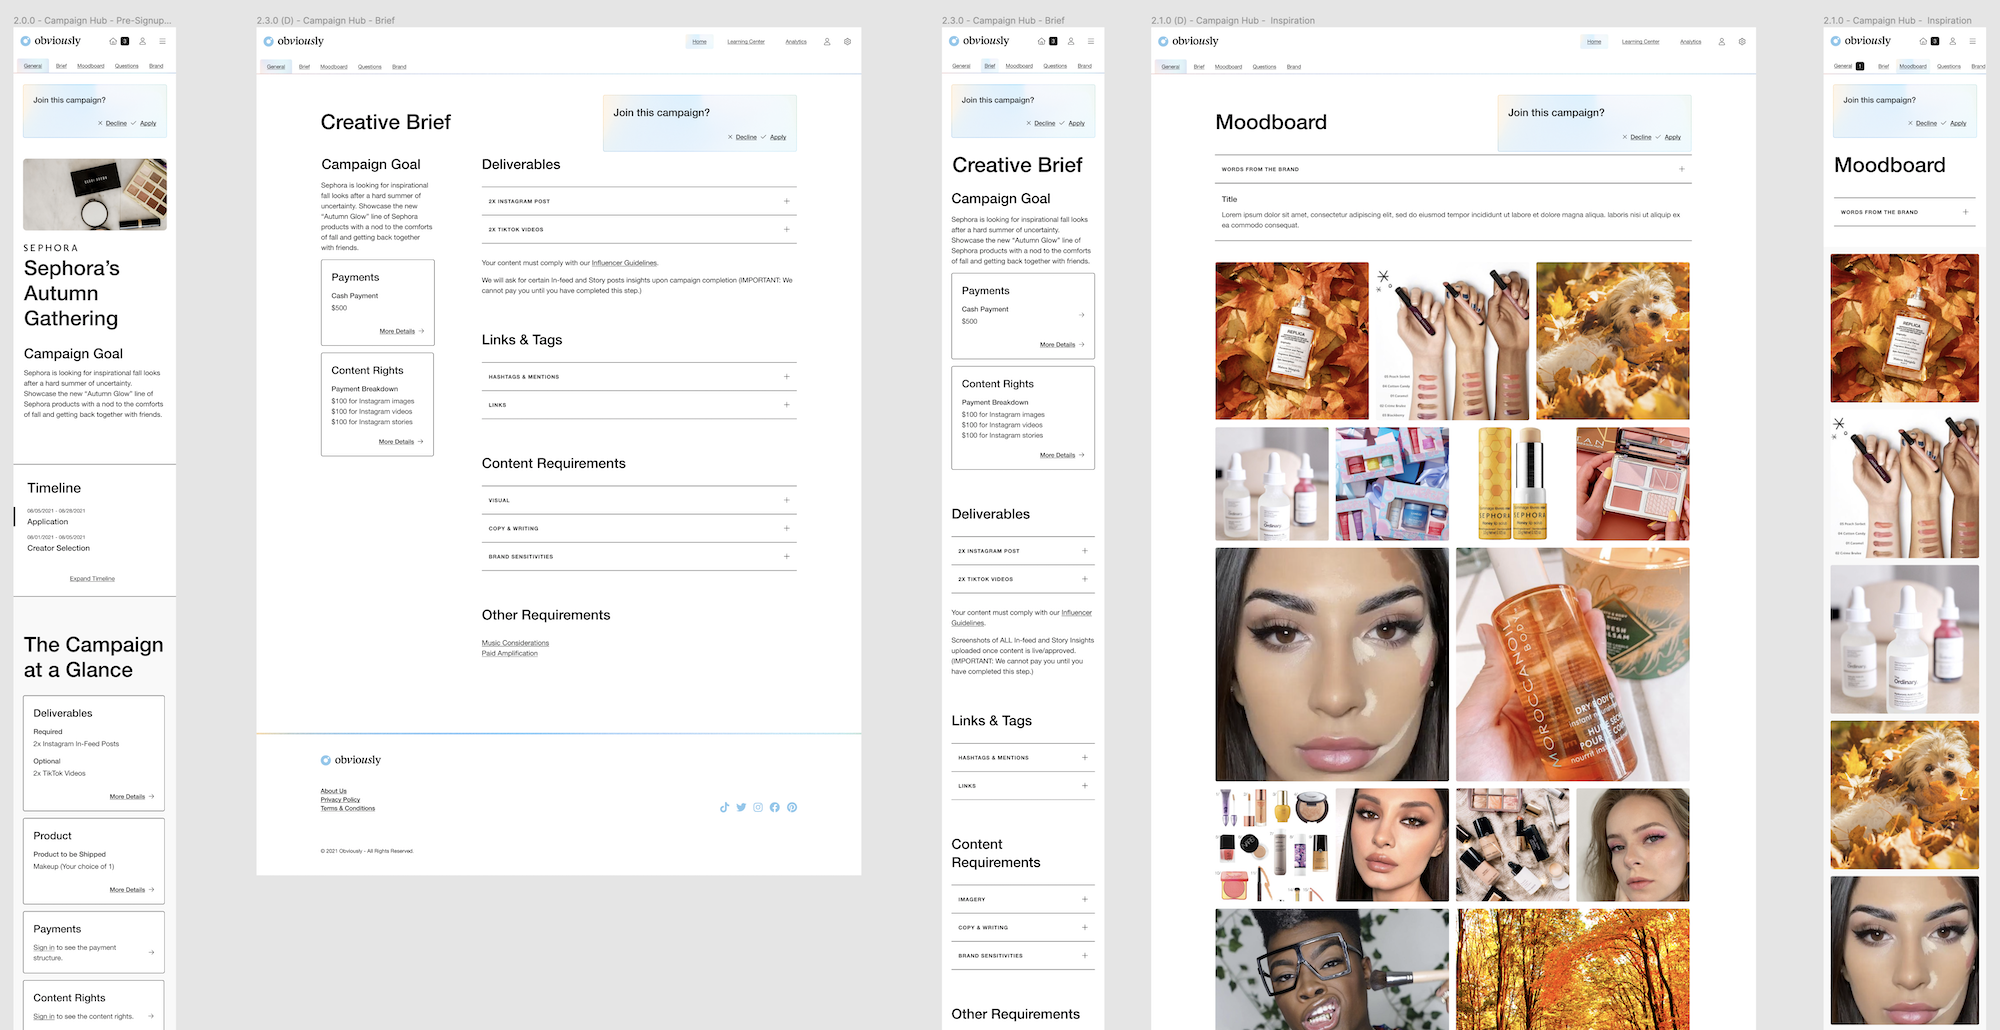 2.0.0 - Campaign Hub - Pre-Signup...
obviously
3
General Brief Moodboard Questions Brand
Join this campaign?
× Decline ✓ Apply
SEPHORA
Sephora's
Autumn
Gathering
Campaign Goal
Sephora is looking for inspirational fall looks
after a hard summer of uncertainty.
Showcase the new "Autumn Glow" line of
Sephora products with a nod to the comforts
of fall and getting back together with friends.
Timeline
08/05/2021 - 08/28/2021
Application
08/01/2021 - 08/05/2021
Creator Selection
Expand Timeline
The Campaign
at a Glance
Deliverables
Required
2x Instagram In-Feed Posts
Optional
2x TikTok Videos
More Details →
Product
Product to be Shipped
Makeup (Your choice of 1)
More Details →
Payments
Sign in to see the payment
structure. →
Content Rights
Sign in to see the content rights. →
2.3.0 (D) - Campaign Hub - Brief
obviously
Home Learning Center Analytics
General Brief Moodboard Questions Brand
Creative Brief
Join this campaign?
× Decline ✓ Apply
Campaign Goal
Sephora is looking for inspirational
fall looks after a hard summer of
uncertainty. Showcase the new
"Autumn Glow" line of Sephora
products with a nod to the comforts
of fall and getting back together
with friends.
Payments
Cash Payment
$500
More Details →
Content Rights
Payment Breakdown
$100 for Instagram images
$100 for Instagram videos
$100 for Instagram stories
More Details →
Deliverables
2X INSTAGRAM POST +
2X TIKTOK VIDEOS +
Your content must comply with our Influencer Guidelines.
We will ask for certain In-feed and Story posts insights upon campaign completion (IMPORTANT: We
cannot pay you until you have completed this step.)
Links & Tags
HASHTAGS & MENTIONS +
LINKS +
Content Requirements
VISUAL +
COPY & WRITING +
BRAND SENSITIVITIES +
Other Requirements
Music Considerations
Paid Amplification
obviously
About Us
Privacy Policy
Terms & Conditions
© 2021 Obviously - All Rights Reserved.
2.3.0 - Campaign Hub - Brief
obviously
3
General Brief Moodboard Questions Brand
Join this campaign?
× Decline ✓ Apply
Creative Brief
Campaign Goal
Sephora is looking for inspirational fall looks
after a hard summer of uncertainty.
Showcase the new "Autumn Glow" line of
Sephora products with a nod to the comforts
of fall and getting back together with friends.
Payments
Cash Payment
$500 →
More Details →
Content Rights
Payment Breakdown
$100 for Instagram images
$100 for Instagram videos
$100 for Instagram stories
More Details →
Deliverables
2X INSTAGRAM POST +
2X TIKTOK VIDEOS +
Your content must comply with our Influencer
Guidelines.
Screenshots of ALL In-feed and Story Insights
uploaded once content is live/approved.
(IMPORTANT: We cannot pay you until you
have completed this step.)
Links & Tags
HASHTAGS & MENTIONS +
LINKS +
Content
Requirements
IMAGERY +
COPY & WRITING +
BRAND SENSITIVITIES +
Other Requirements
2.1.0 (D) - Campaign Hub - Inspiration
obviously
Home Learning Center Analytics
General Brief Moodboard Questions Brand
Moodboard
Join this campaign?
× Decline ✓ Apply
WORDS FROM THE BRAND +
Title
Lorem ipsum dolor sit amet, consectetur adipiscing elit, sed do eiusmod tempor incididunt ut labore et dolore magna aliqua. laboris nisi ut aliquip ex
ea commodo consequat.
REPLICA
SEPHORA
SEPHORA
Ordinary.
MOROCCANOIL
BODY
DRY BODY
2.1.0 - Campaign Hub - Inspiration
obviously
3
General 1 Brief Moodboard Questions Brand
Join this campaign?
× Decline ✓ Apply
Moodboard
WORDS FROM THE BRAND +
REPLICA
Ordinary.